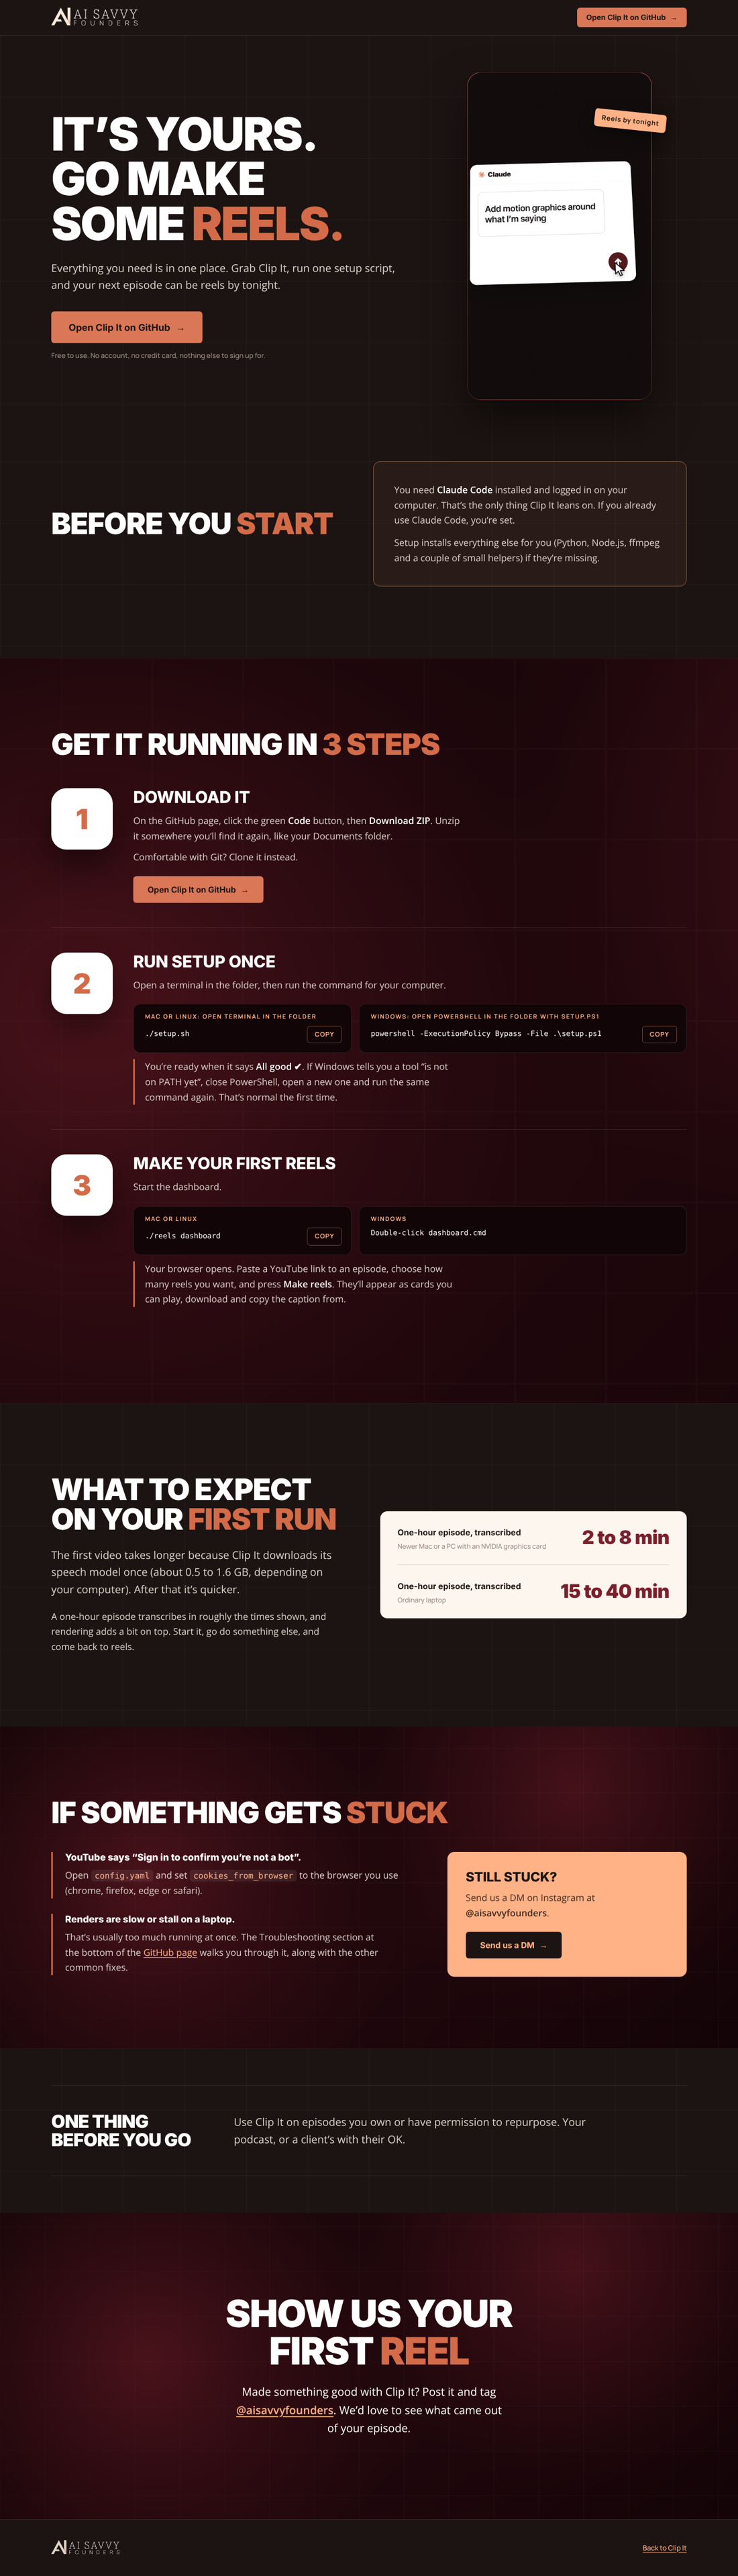 AI AI SAVVY
FOUNDERS
Open Clip It on GitHub →
IT’S YOURS.
GO MAKE
SOME REELS.
Everything you need is in one place. Grab Clip It, run one setup script,
and your next episode can be reels by tonight.
Open Clip It on GitHub →
Free to use. No account, no credit card, nothing else to sign up for.
Reels by tonight
Claude
Add motion graphics around
what I’m saying
BEFORE YOU START
You need Claude Code installed and logged in on your
computer. That’s the only thing Clip It leans on. If you already
use Claude Code, you’re set.
Setup installs everything else for you (Python, Node.js, ffmpeg
and a couple of small helpers) if they’re missing.
GET IT RUNNING IN 3 STEPS
1
DOWNLOAD IT
On the GitHub page, click the green Code button, then Download ZIP. Unzip
it somewhere you’ll find it again, like your Documents folder.
Comfortable with Git? Clone it instead.
Open Clip It on GitHub →
2
RUN SETUP ONCE
Open a terminal in the folder, then run the command for your computer.
MAC OR LINUX: OPEN TERMINAL IN THE FOLDER
./setup.sh
COPY
WINDOWS: OPEN POWERSHELL IN THE FOLDER WITH SETUP.PS1
powershell -ExecutionPolicy Bypass -File .\setup.ps1
COPY
You’re ready when it says All good ✔. If Windows tells you a tool “is not
on PATH yet”, close PowerShell, open a new one and run the same
command again. That’s normal the first time.
3
MAKE YOUR FIRST REELS
Start the dashboard.
MAC OR LINUX
./reels dashboard
COPY
WINDOWS
Double-click dashboard.cmd
Your browser opens. Paste a YouTube link to an episode, choose how
many reels you want, and press Make reels. They’ll appear as cards you
can play, download and copy the caption from.
WHAT TO EXPECT
ON YOUR FIRST RUN
The first video takes longer because Clip It downloads its
speech model once (about 0.5 to 1.6 GB, depending on
your computer). After that it’s quicker.
A one-hour episode transcribes in roughly the times shown, and
rendering adds a bit on top. Start it, go do something else, and
come back to reels.
One-hour episode, transcribed
Newer Mac or a PC with an NVIDIA graphics card
2 to 8 min
One-hour episode, transcribed
Ordinary laptop
15 to 40 min
IF SOMETHING GETS STUCK
YouTube says “Sign in to confirm you’re not a bot”.
Open config.yaml and set cookies_from_browser to the browser you use
(chrome, firefox, edge or safari).
Renders are slow or stall on a laptop.
That’s usually too much running at once. The Troubleshooting section at
the bottom of the GitHub page walks you through it, along with the other
common fixes.
STILL STUCK?
Send us a DM on Instagram at
@aisavvyfounders.
Send us a DM →
ONE THING
BEFORE YOU GO
Use Clip It on episodes you own or have permission to repurpose. Your
podcast, or a client’s with their OK.
SHOW US YOUR
FIRST REEL
Made something good with Clip It? Post it and tag
@aisavvyfounders. We’d love to see what came out
of your episode.
AI AI SAVVY
FOUNDERS
Back to Clip It